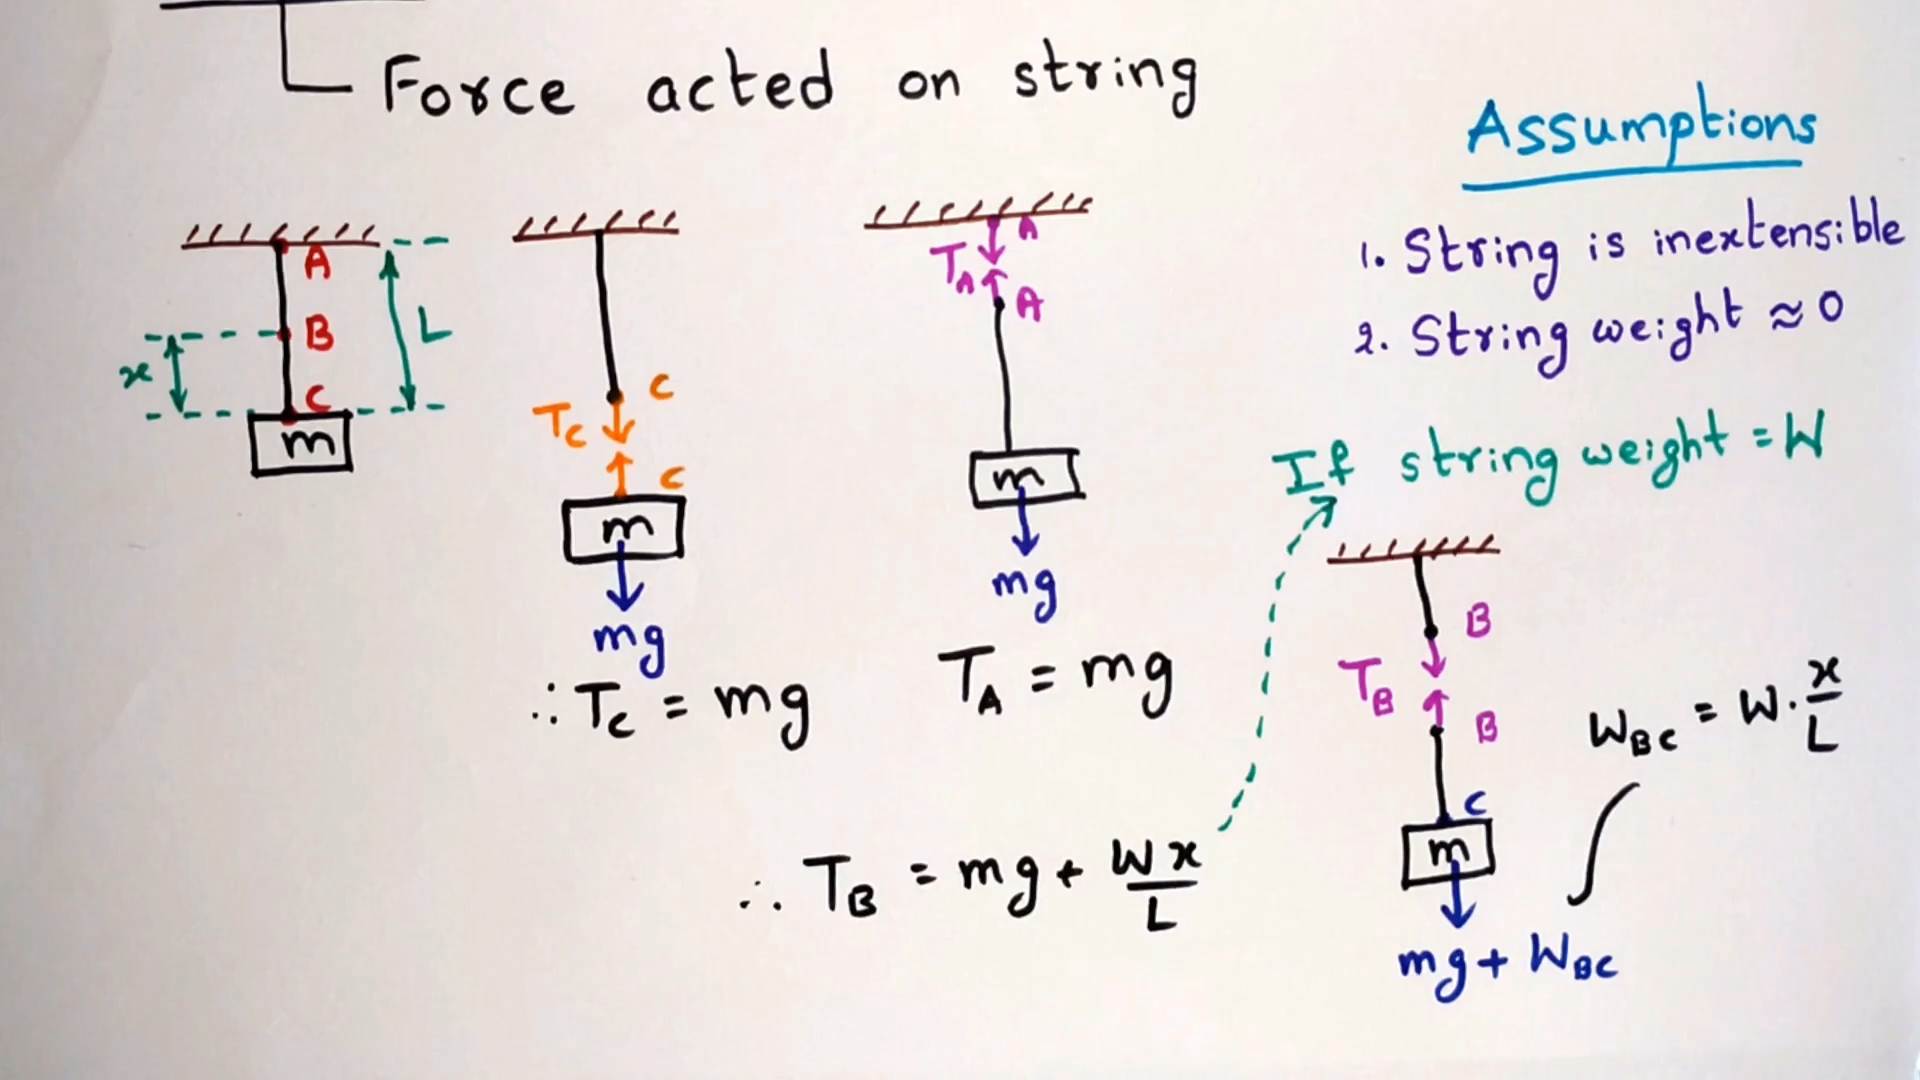 Force acted on string
Assumptions
1. String is inextensible
2. String weight ≈ 0
A
B
C
x
L
m
C
T_C
C
m
mg
∴ T_C = mg
A
T_A
A
m
mg
T_A = mg
If string weight = W
B
T_B
B
C
m
mg + W_BC
W_BC = W · x/L
∴ T_B = mg + Wx/L